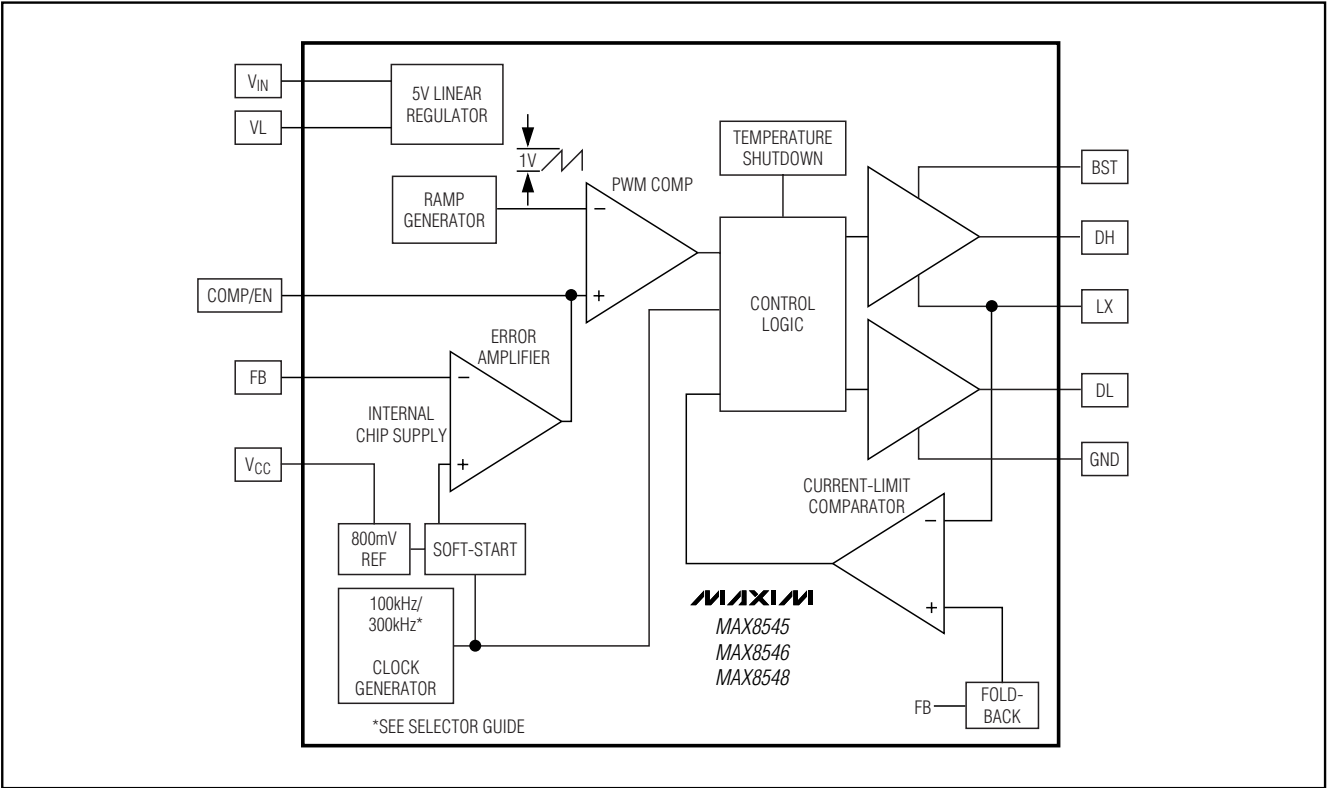 V_IN
VL
5V LINEAR
REGULATOR
1V
RAMP
GENERATOR
PWM COMP
−
+
TEMPERATURE
SHUTDOWN
BST
DH
LX
DL
GND
COMP/EN
CONTROL
LOGIC
ERROR
AMPLIFIER
FB
−
INTERNAL
CHIP SUPPLY
V_CC
+
800mV
REF
SOFT-START
100kHz/
300kHz*
CLOCK
GENERATOR
*SEE SELECTOR GUIDE
CURRENT-LIMIT
COMPARATOR
−
+
MAXIM
MAX8545
MAX8546
MAX8548
FB
FOLD-
BACK